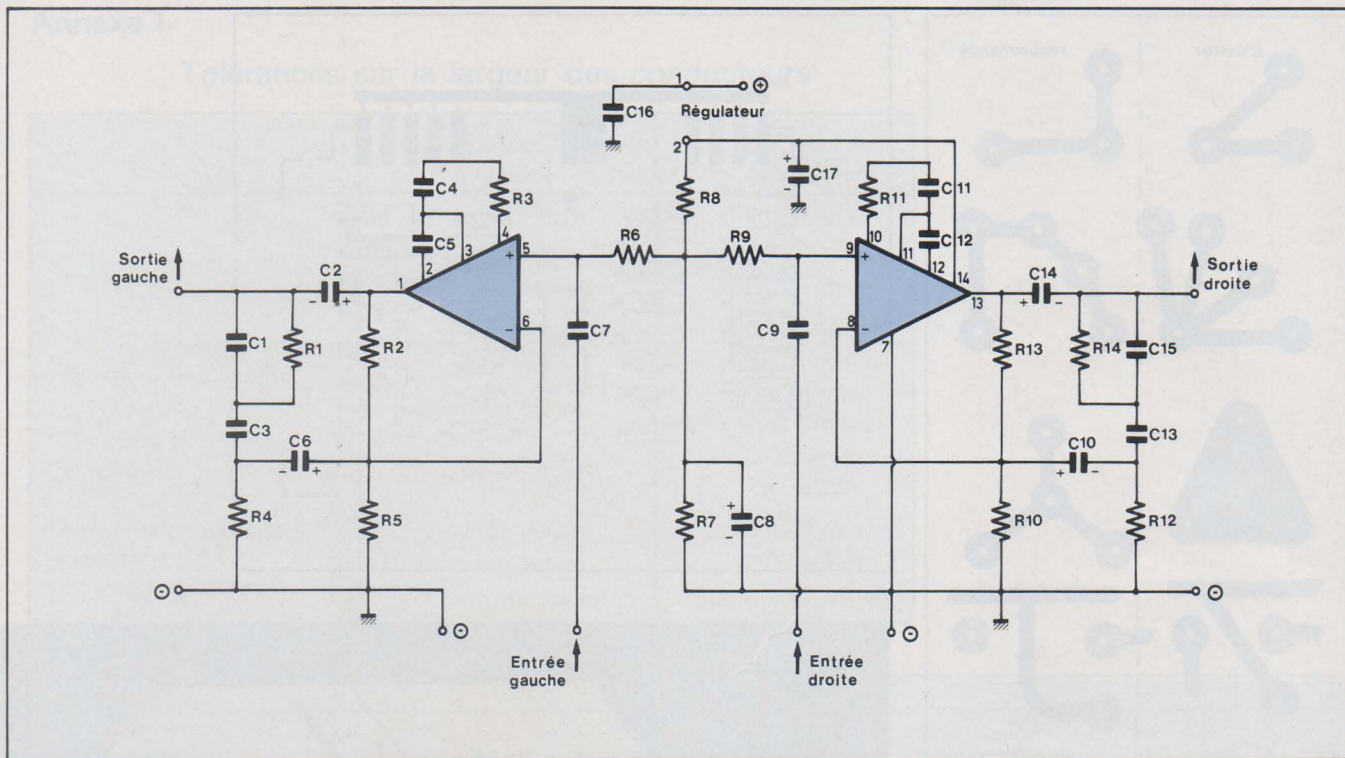 Annexe 1
Tolérances sur la largeur des conducteurs
1
+
C16
Régulateur
2
C4
R3
4
C5
3
2
+
5
R8
+
C17
-
R11
10
C11
C12
11
12
R6
R9
9
+
14
13
Sortie
gauche
C2
- +
1
-
6
C7
C9
8
-
7
C14
+ -
Sortie
droite
C1
R1
R2
R13
R14
C15
C3
C6
- +
C13
C10
+ -
R4
R5
R7
+
C8
-
R10
R12
-
-
-
-
Entrée
gauche
Entrée
droite